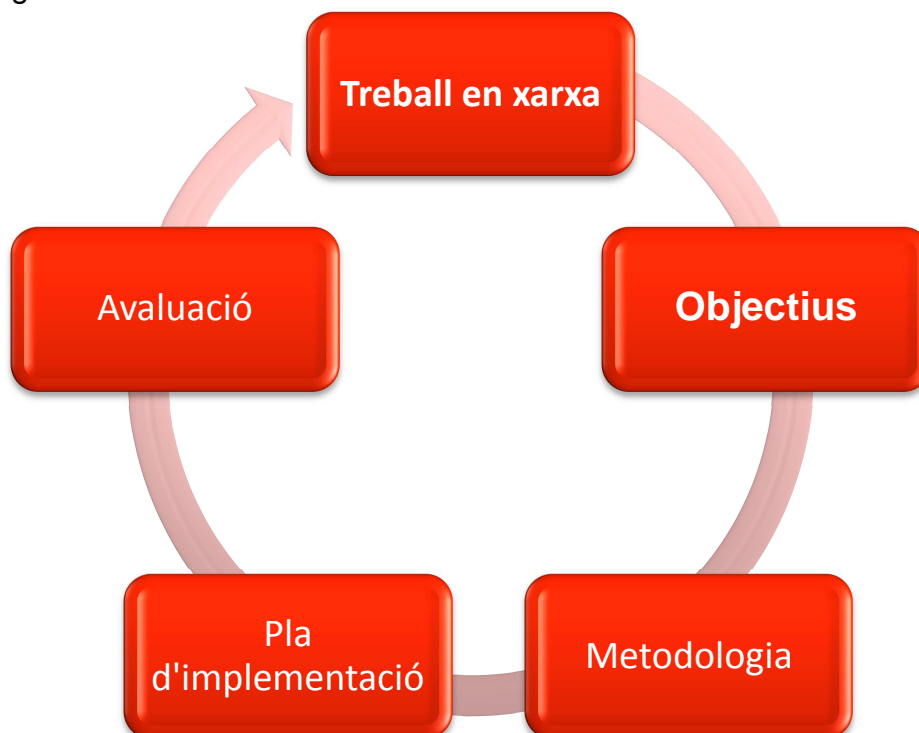 Treball en xarxa
Objectius
Metodologia
Pla
d'implementació
Avaluació